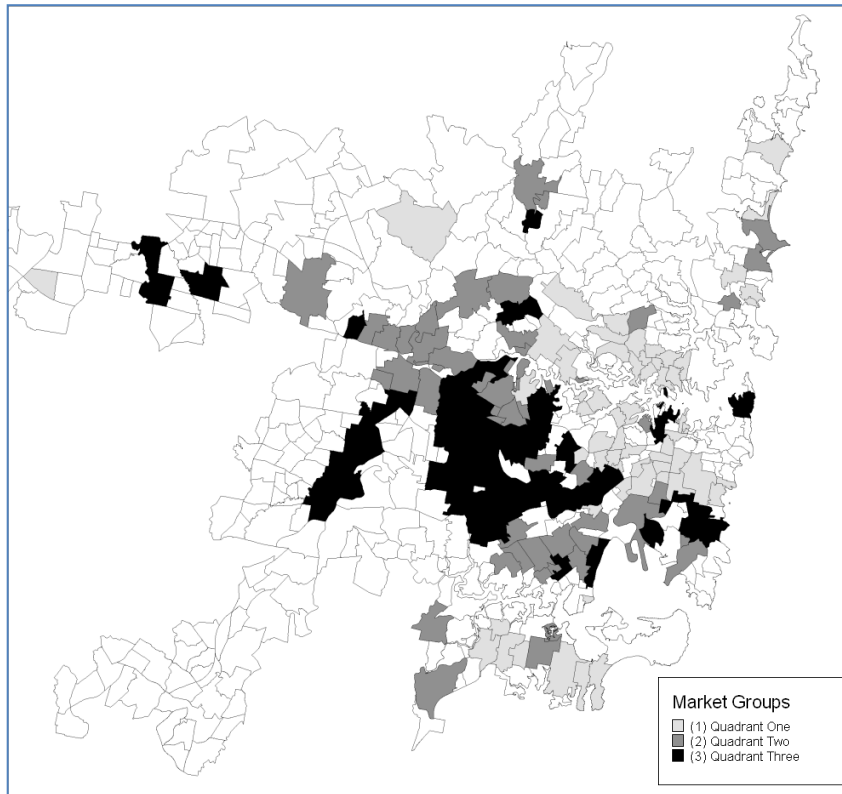 Market Groups
(1) Quadrant One
(2) Quadrant Two
(3) Quadrant Three